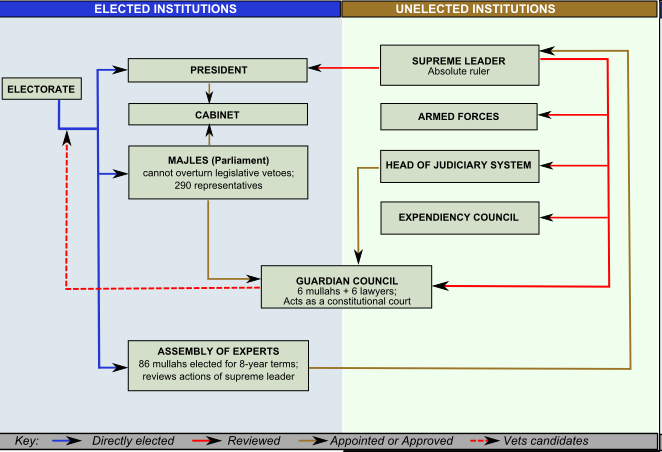 ELECTED INSTITUTIONS
UNELECTED INSTITUTIONS
ELECTORATE
PRESIDENT
CABINET
MAJLES (Parliament)
cannot overturn legislative vetoes;
290 representatives
SUPREME LEADER
Absolute ruler
ARMED FORCES
HEAD OF JUDICIARY SYSTEM
EXPENDIENCY COUNCIL
GUARDIAN COUNCIL
6 mullahs + 6 lawyers;
Acts as a constitutional court
ASSEMBLY OF EXPERTS
86 mullahs elected for 8-year terms;
reviews actions of supreme leader
Key: Directly elected Reviewed Appointed or Approved Vets candidates